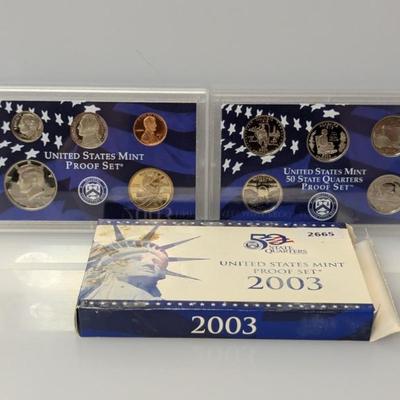 UNITED STATES MINT
PROOF SET®
UNITED STATES MINT
50 STATE QUARTERS
PROOF SET®
50
STATE
QUARTERS
2665
UNITED STATES MINT
PROOF SET®
2003
2003